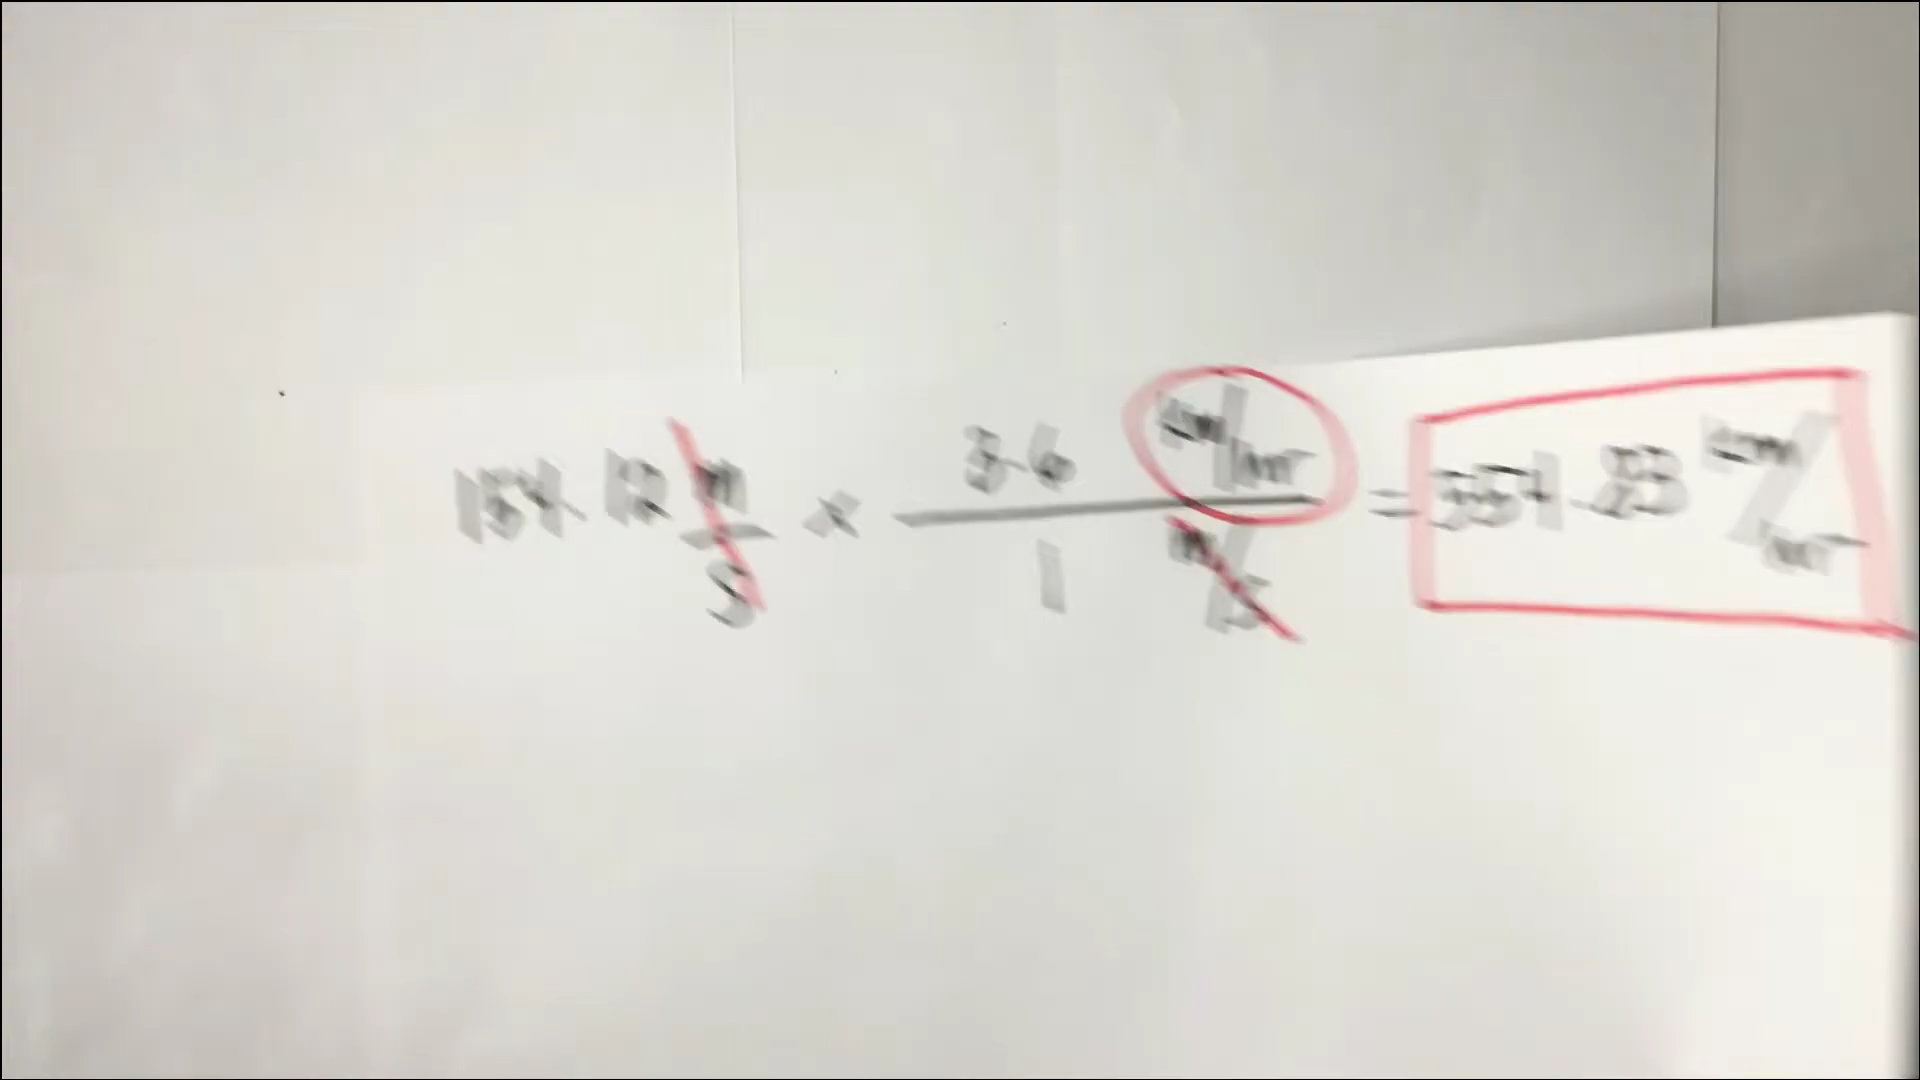 154.12 m/s × 3.6 km/hr / 1 m/s = 554.83 km/hr